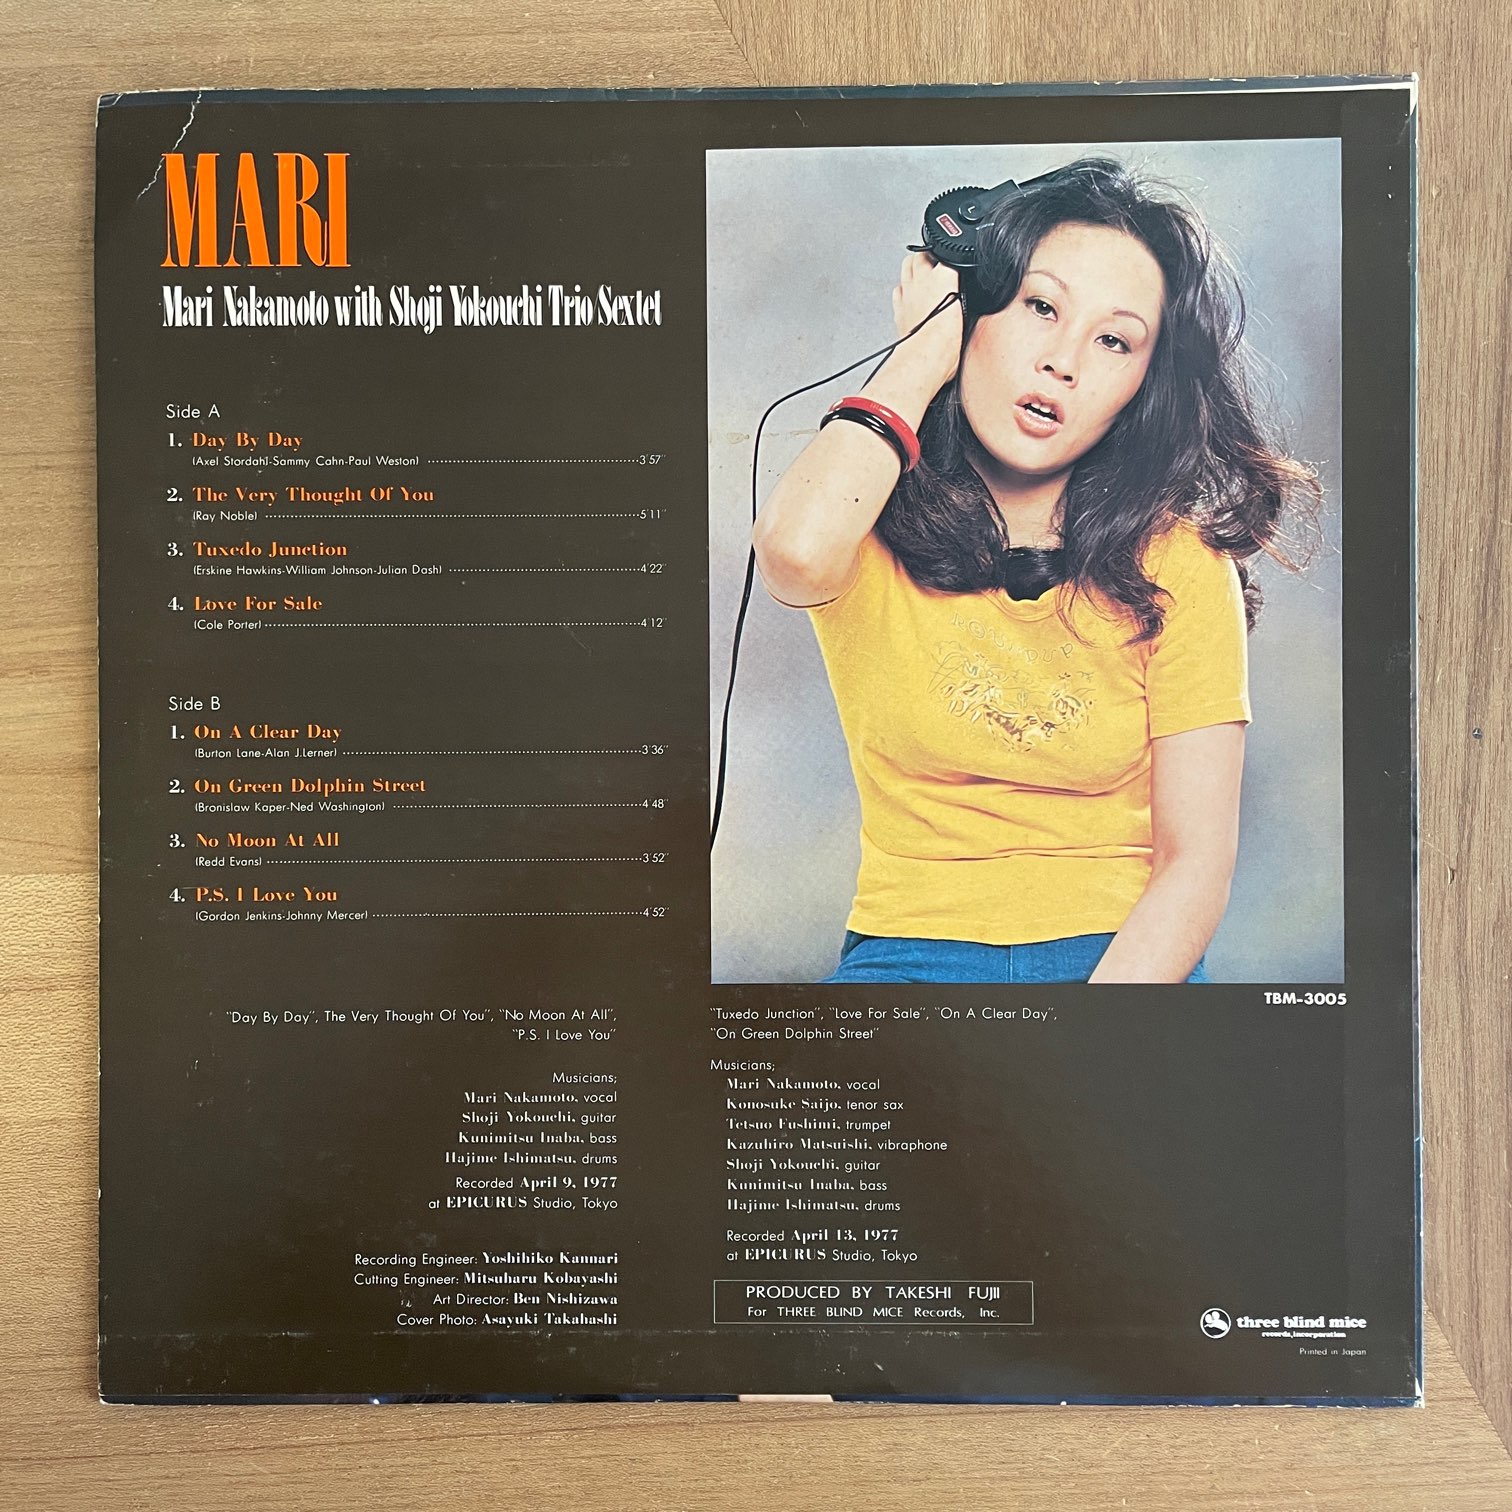 MARI
Mari Nakamoto with Shoji Yokouchi Trio/Sextet
Side A
1. Day By Day
(Axel Stordahl-Sammy Cahn-Paul Weston) 3'57"
2. The Very Thought Of You
(Ray Noble) 5'11"
3. Tuxedo Junction
(Erskine Hawkins-William Johnson-Julian Dash) 4'22"
4. Love For Sale
(Cole Porter) 4'12"
Side B
1. On A Clear Day
(Burton Lane-Alan J.Lerner) 3'36"
2. On Green Dolphin Street
(Bronislaw Kaper-Ned Washington) 4'48"
3. No Moon At All
(Redd Evans) 3'52"
4. P.S. I Love You
(Gordon Jenkins-Johnny Mercer) 4'52"
TBM-3005
"Day By Day", The Very Thought Of You", "No Moon At All",
"P.S. I Love You"
Musicians;
Mari Nakamoto, vocal
Shoji Yokouchi, guitar
Kunimitsu Inaba, bass
Hajime Ishimatsu, drums
Recorded April 9, 1977
at EPICURUS Studio, Tokyo
Recording Engineer: Yoshihiko Kannari
Cutting Engineer: Mitsuharu Kobayashi
Art Director: Ben Nishizawa
Cover Photo: Asayuki Takahashi
"Tuxedo Junction", "Love For Sale", "On A Clear Day",
"On Green Dolphin Street"
Musicians;
Mari Nakamoto, vocal
Konosuke Saijo, tenor sax
Tetsuo Fushimi, trumpet
Kazuhiro Matsuishi, vibraphone
Shoji Yokouchi, guitar
Kunimitsu Inaba, bass
Hajime Ishimatsu, drums
Recorded April 13, 1977
at EPICURUS Studio, Tokyo
PRODUCED BY TAKESHI FUJII
For THREE BLIND MICE Records, Inc.
three blind mice
records, incorporation
Printed in Japan